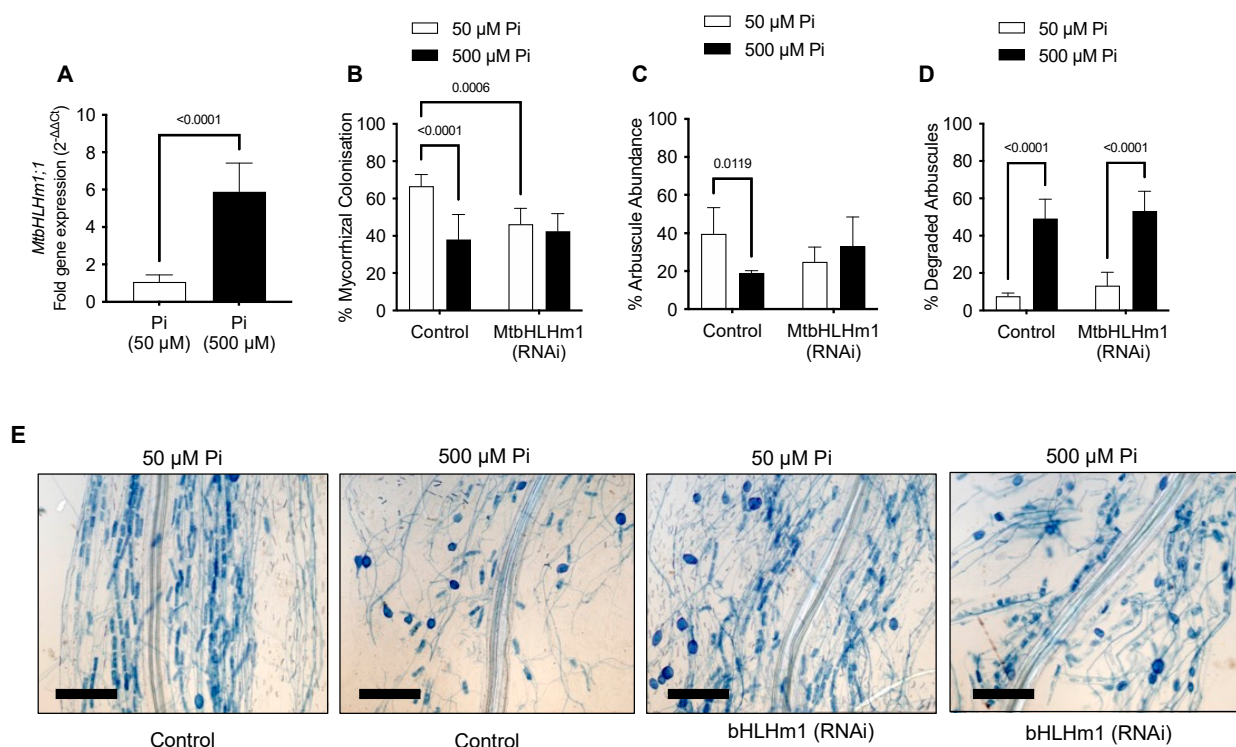 A
MtbHLHm1;1
Fold gene expression (2^-ΔΔCt)
10
8
6
4
2
0
<0.0001
Pi
(50 µM)
Pi
(500 µM)
50 µM Pi
500 µM Pi
B
% Mycorrhizal Colonisation
100
80
60
40
20
0
0.0006
<0.0001
Control
MtbHLHm1
(RNAi)
50 µM Pi
500 µM Pi
C
% Arbuscule Abundance
100
80
60
40
20
0
0.0119
Control
MtbHLHm1
(RNAi)
50 µM Pi
500 µM Pi
D
% Degraded Arbuscules
100
80
60
40
20
0
<0.0001
<0.0001
Control
MtbHLHm1
(RNAi)
E
50 µM Pi
500 µM Pi
50 µM Pi
500 µM Pi
Control
Control
bHLHm1 (RNAi)
bHLHm1 (RNAi)